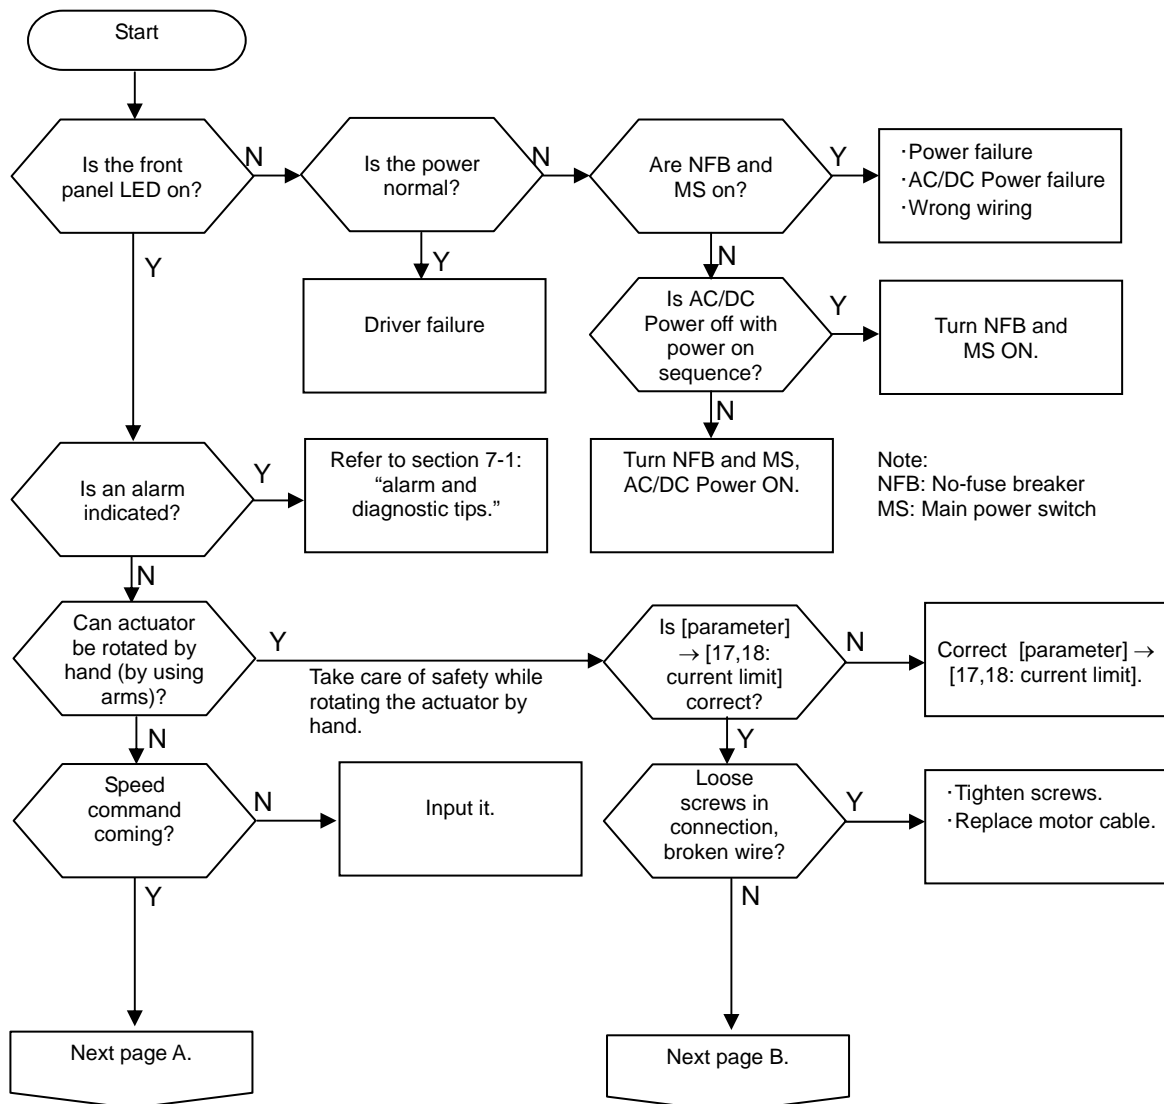 Start
Is the front
panel LED on?
N
Is the power
normal?
N
Are NFB and
MS on?
Y
・Power failure
・AC/DC Power failure
・Wrong wiring
Y
Y
Driver failure
N
Is AC/DC
Power off with
power on
sequence?
Y
Turn NFB and
MS ON.
N
Turn NFB and MS,
AC/DC Power ON.
Note:
NFB: No-fuse breaker
MS: Main power switch
Is an alarm
indicated?
Y
Refer to section 7-1:
“alarm and
diagnostic tips.”
N
Can actuator
be rotated by
hand (by using
arms)?
Y
Take care of safety while
rotating the actuator by
hand.
Is [parameter]
→ [17,18:
current limit]
correct?
N
Correct [parameter] →
[17,18: current limit].
N
Y
Speed
command
coming?
N
Input it.
Loose
screws in
connection,
broken wire?
Y
・Tighten screws.
・Replace motor cable.
Y
N
Next page A.
Next page B.